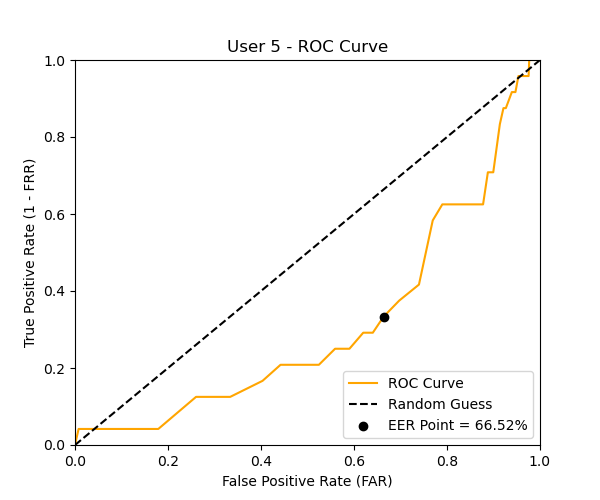 User 5 - ROC Curve
True Positive Rate (1 - FRR)
1.0
0.8
0.6
0.4
0.2
0.0
ROC Curve
Random Guess
EER Point = 66.52%
0.0 0.2 0.4 0.6 0.8 1.0
False Positive Rate (FAR)